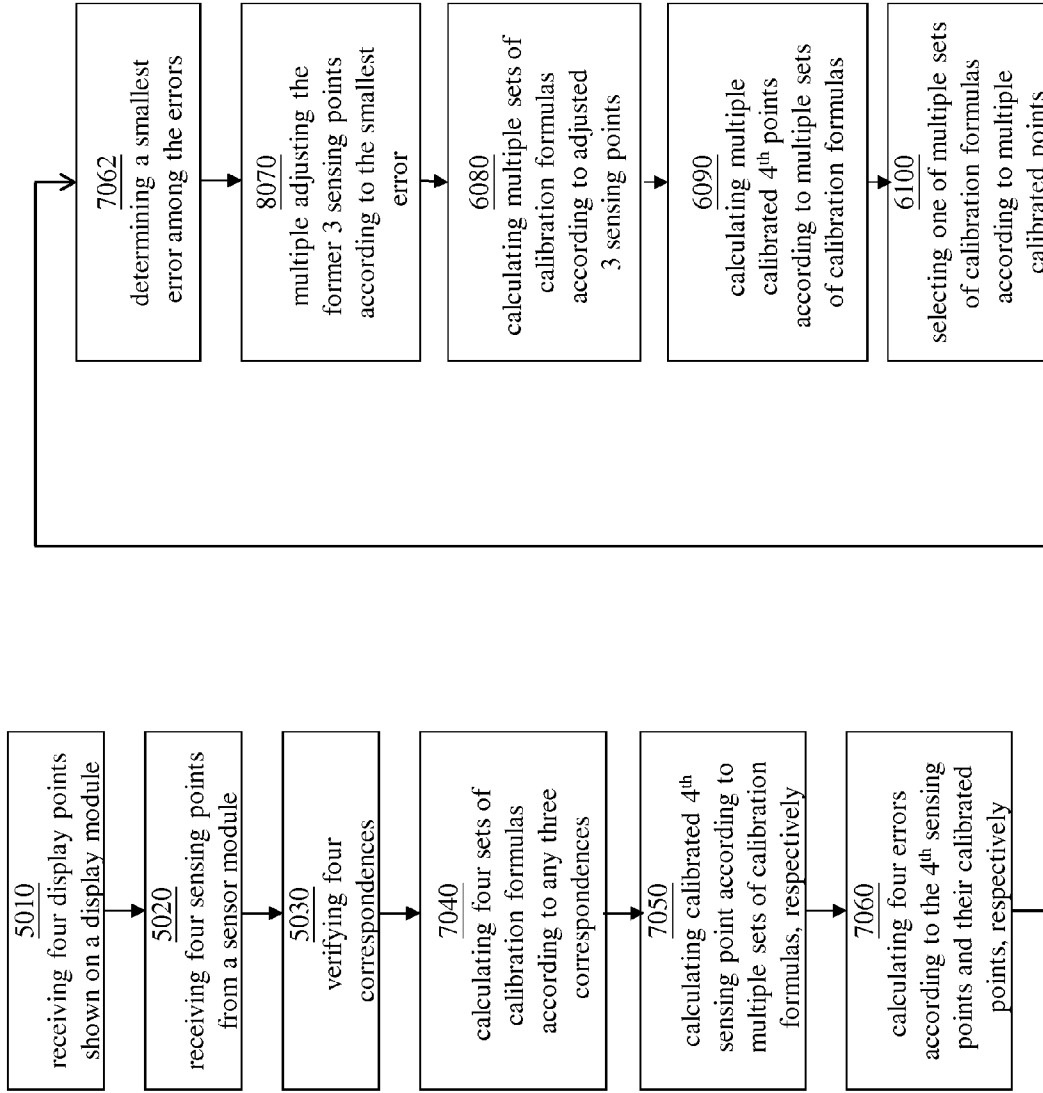 5010
receiving four display points
shown on a display module
5020
receiving four sensing points
from a sensor module
5030
verifying four
correspondences
7040
calculating four sets of
calibration formulas
according to any three
correspondences
7050
calculating calibrated 4th
sensing point according to
multiple sets of calibration
formulas, respectively
7060
calculating four errors
according to the 4th sensing
points and their calibrated
points, respectively
7062
determining a smallest
error among the errors
8070
multiple adjusting the
former 3 sensing points
according to the smallest
error
6080
calculating multiple sets of
calibration formulas
according to adjusted
3 sensing points
6090
calculating multiple
calibrated 4th points
according to multiple sets
of calibration formulas
6100
selecting one of multiple sets
of calibration formulas
according to multiple
calibrated points